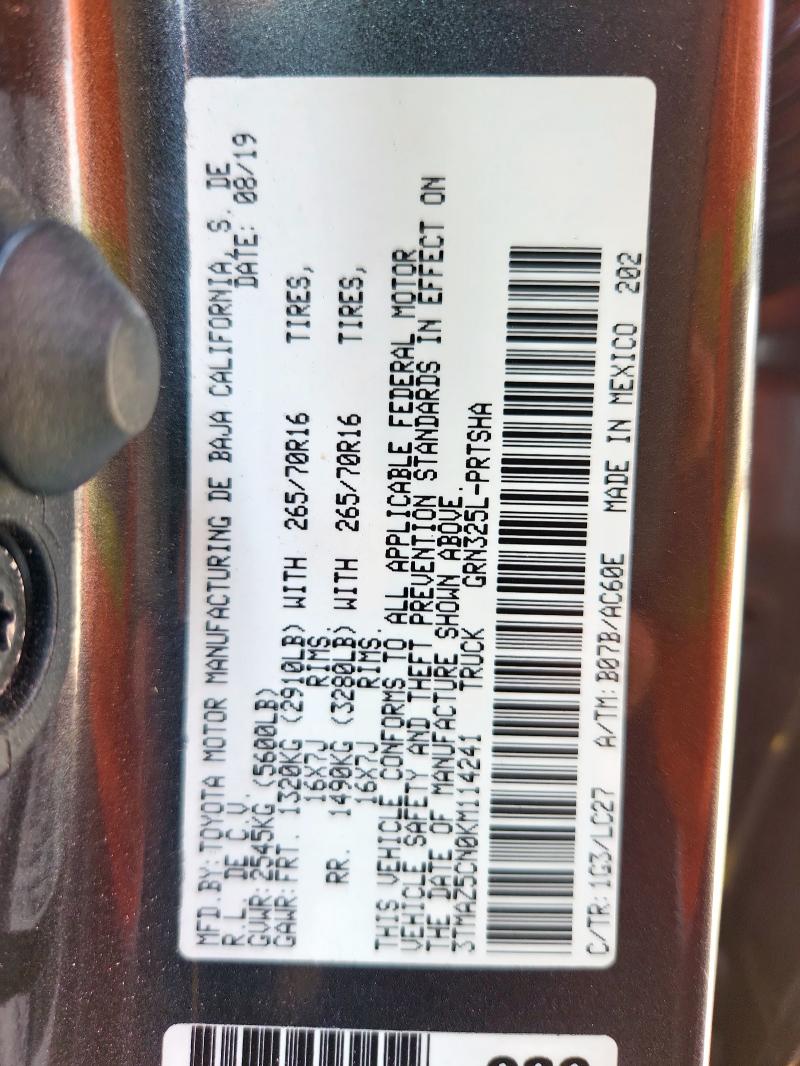 MFD.BY:TOYOTA MOTOR MANUFACTURING DE BAJA CALIFORNIA, S. DE
R.L. DE C.V. DATE: 08/19
GVWR:2545KG (5600LB)
GAWR:FRT. 1320KG (2910LB) WITH 265/70R16 TIRES,
16X7J RIMS.
RR. 1490KG (3280LB) WITH 265/70R16 TIRES,
16X7J RIMS.
THIS VEHICLE CONFORMS TO ALL APPLICABLE FEDERAL MOTOR
VEHICLE SAFETY AND THEFT PREVENTION STANDARDS IN EFFECT ON
THE DATE OF MANUFACTURE SHOWN ABOVE.
3TMAZ5CN0KM114241 TRUCK GRN325L-PRTSHA
C/TR:1G3/LC27 A/TM:B07B/AC60E MADE IN MEXICO 202